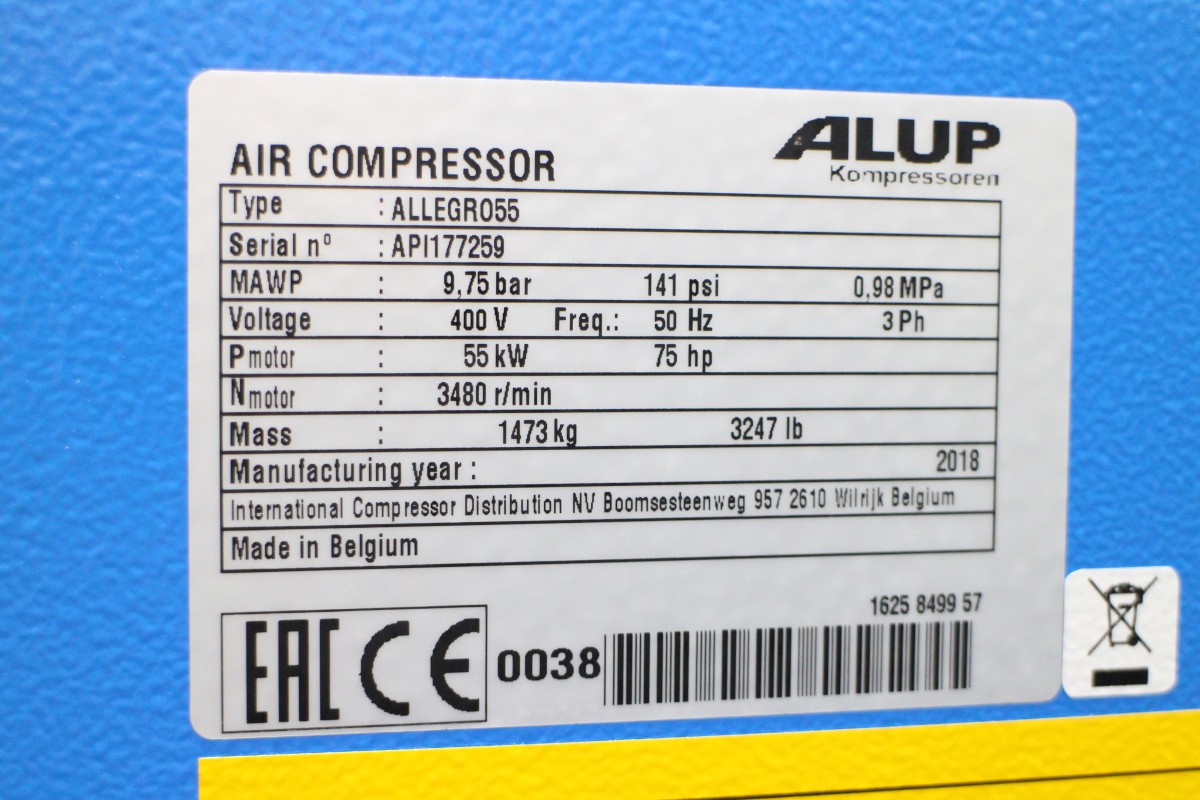 ALUP
Kompressoren
AIR COMPRESSOR
Type : ALLEGRO55
Serial nº : API177259
MAWP : 9,75 bar 141 psi 0,98 MPa
Voltage : 400 V Freq.: 50 Hz 3 Ph
Pmotor : 55 kW 75 hp
Nmotor : 3480 r/min
Mass : 1473 kg 3247 lb
Manufacturing year : 2018
International Compressor Distribution NV Boomsesteenweg 957 2610 Wilrijk Belgium
Made in Belgium
1625 8499 57
EAC CE 0038